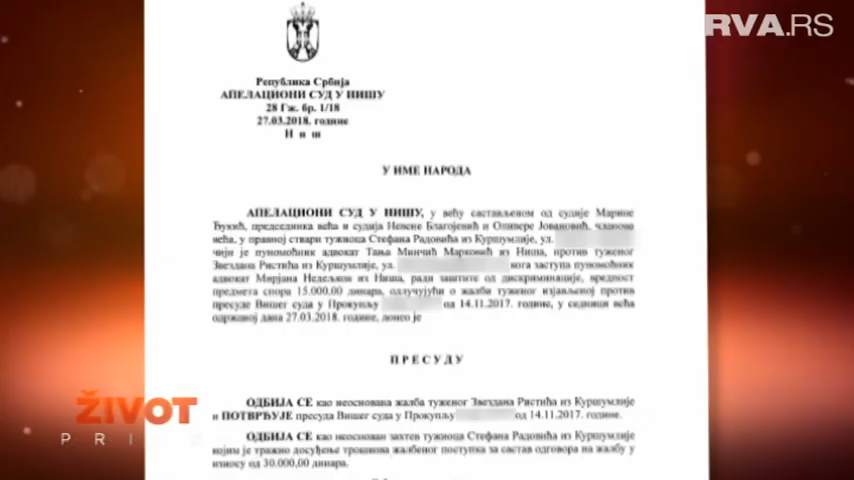 RVA.RS
Република Србија
АПЕЛАЦИОНИ СУД У НИШУ
28 Гж. бр. 1/18
27.03.2018. године
Н и ш
У ИМЕ НАРОДА
АПЕЛАЦИОНИ СУД У НИШУ, у већу састављеном од судије Марине
Ђукић, председника већа и судија Невене Благојевић и Оливере Јовановић, чланова
већа, у правној ствари тужиоца Стефана Радовића из Куршумлије, ул.
чији је пуномоћник адвокат Тања Минчић Марковић из Ниша, против туженог
Звездана Ристића из Куршумлије, ул. кога заступа пуномоћник
адвокат Мирјана Недељков из Ниша, ради заштите од дискриминације, вредност
предмета спора 15.000,00 динара, одлучујући о жалби туженог изјављеној против
пресуде Вишег суда у Прокупљу од 14.11.2017. године, у седници већа
одржаној дана 27.03.2018. године, донео је
П Р Е С У Д У
ОДБИЈА СЕ као неоснована жалба туженог Звездана Ристића из Куршумлије
и ПОТВРЂУЈЕ пресуда Вишег суда у Прокупљу од 14.11.2017. године.
ОДБИЈА СЕ као неоснован захтев тужиоца Стефана Радовића из Куршумлије
којим је тражио досуђење трошкова жалбеног поступка за састав одговора на жалбу у
износу од 30.000,00 динара.
ŽIVOT
PRI